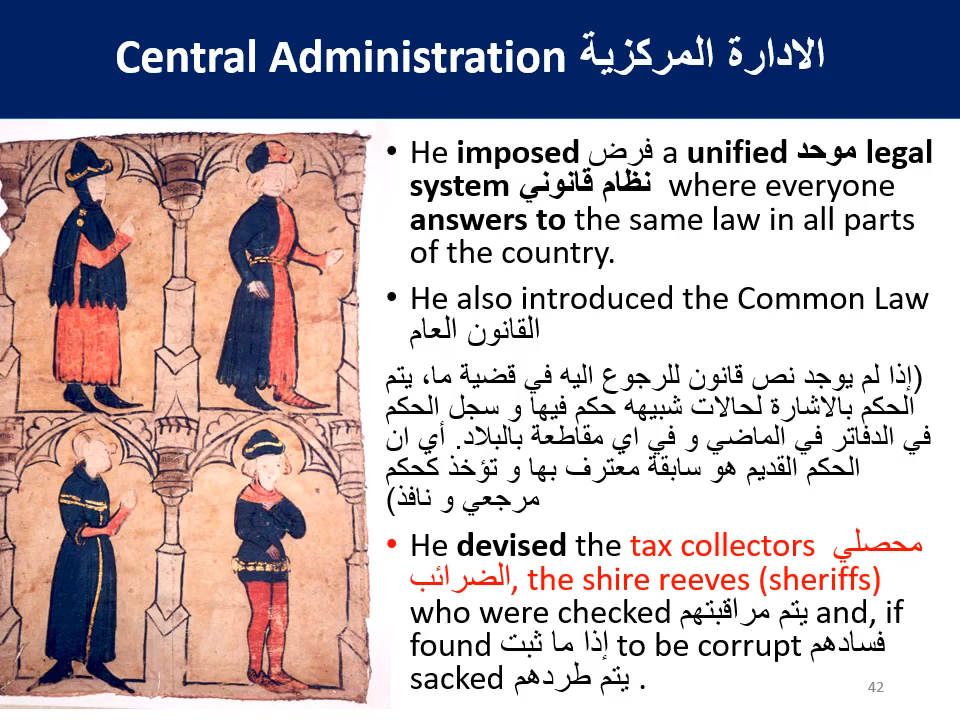 Central Administration الادارة المركزية
• He imposed فرض a unified موحد legal
system نظام قانوني where everyone
answers to the same law in all parts
of the country.
• He also introduced the Common Law
القانون العام
(إذا لم يوجد نص قانون للرجوع اليه في قضية ما، يتم
الحكم بالاشارة لحالات شبيهه حكم فيها و سجل الحكم
في الدفاتر في الماضي و في اي مقاطعة بالبلاد. أي ان
الحكم القديم هو سابقة معترف بها و تؤخذ كحكم
مرجعي و نافذ)
• He devised the tax collectors محصلي
الضرائب, the shire reeves (sheriffs)
who were checked يتم مراقبتهم and, if
found إذا ما ثبت to be corrupt فسادهم
sacked يتم طردهم .
42